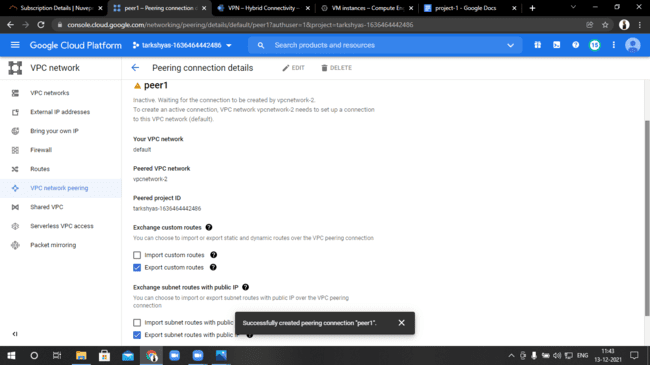 Subscription Details | Nuvep
peer1 – Peering connection d
VPN – Hybrid Connectivity –
VM instances – Compute Eng
project-1 - Google Docs
console.cloud.google.com/networking/peering/details/default/peer1?authuser=1&project=tarkshyas-1636464442486
Google Cloud Platform
tarkshyas-1636464442486
Search products and resources
15
VPC network
Peering connection details
EDIT
DELETE
VPC networks
External IP addresses
Bring your own IP
Firewall
Routes
VPC network peering
Shared VPC
Serverless VPC access
Packet mirroring
peer1
Inactive. Waiting for the connection to be created by vpcnetwork-2.
To create an active connection, VPC network vpcnetwork-2 needs to set up a connection
to this VPC network (default).
Your VPC network
default
Peered VPC network
vpcnetwork-2
Peered project ID
tarkshyas-1636464442486
Exchange custom routes
You can choose to import or export static and dynamic routes over the VPC peering connection
Import custom routes
Export custom routes
Exchange subnet routes with public IP
You can choose to import or export subnet routes with public IP over the VPC peering
connection
Import subnet routes with public
Export subnet routes with public IP
Successfully created peering connection "peer1".
ENG
11:43
13-12-2021